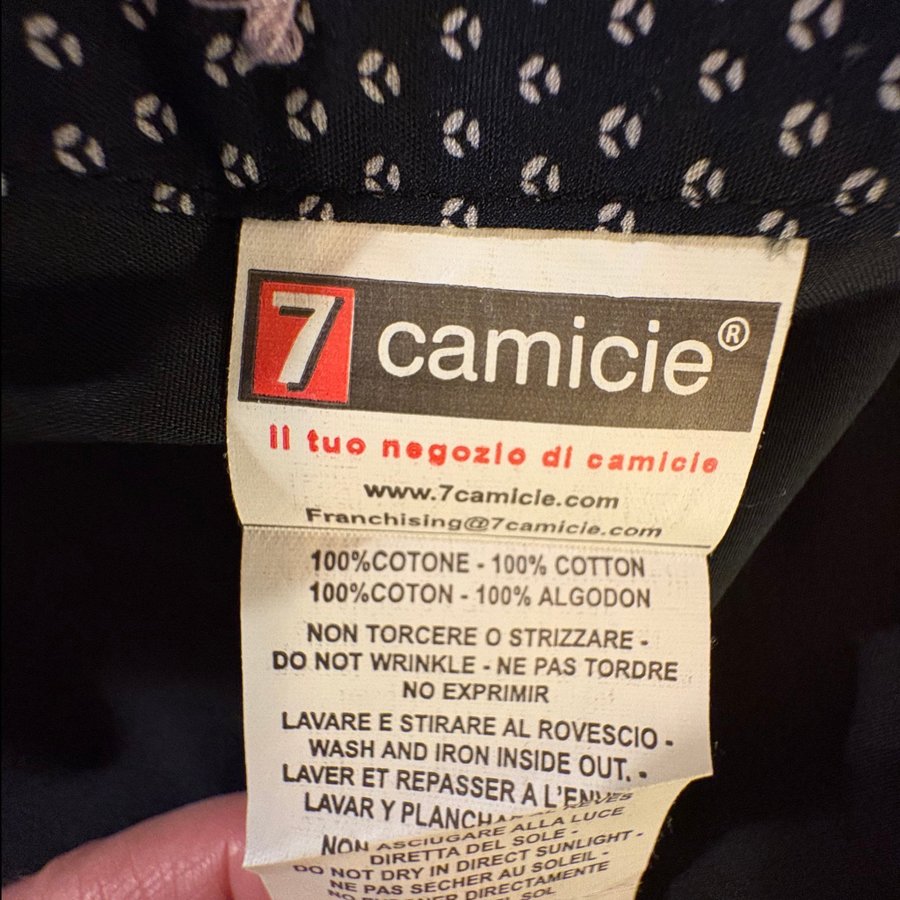 7 camicie®
il tuo negozio di camicie
www.7camicie.com
Franchising@7camicie.com
100%COTONE - 100% COTTON
100%COTON - 100% ALGODON
NON TORCERE O STRIZZARE -
DO NOT WRINKLE - NE PAS TORDRE
NO EXPRIMIR
LAVARE E STIRARE AL ROVESCIO -
WASH AND IRON INSIDE OUT. -
LAVER ET REPASSER A
LAVAR Y
NON ASCIUGARE ALLA LUCE
DIRETTA DEL SOLE -
DO NOT DRY IN DIRECT SUNLIGHT -
NE PAS SECHER AU SOLEIL -
DIRECTAMENTE
SOL